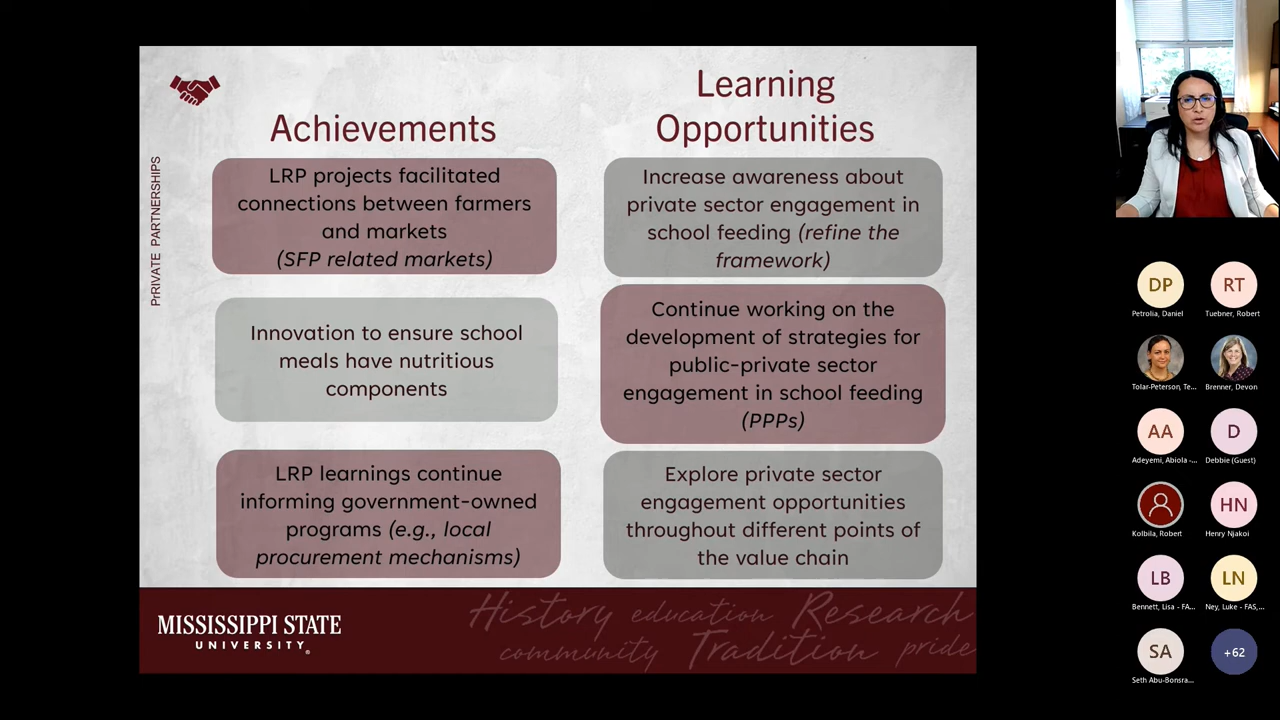 Achievements
Learning
Opportunities
PrRIVATE PARTNERSHIPS
LRP projects facilitated
connections between farmers
and markets
(SFP related markets)
Innovation to ensure school
meals have nutritious
components
LRP learnings continue
informing government-owned
programs (e.g., local
procurement mechanisms)
Increase awareness about
private sector engagement in
school feeding (refine the
framework)
Continue working on the
development of strategies for
public-private sector
engagement in school feeding
(PPPs)
Explore private sector
engagement opportunities
throughout different points of
the value chain
MISSISSIPPI STATE
UNIVERSITY®
History education Research
community Tradition pride
DP
Petrolia, Daniel
RT
Tuebner, Robert
Tolar-Peterson, Te...
Brenner, Devon
AA
Adeyemi, Abiola -...
D
Debbie (Guest)
Kolbila, Robert
HN
Henry Njakoi
LB
Bennett, Lisa - FA...
LN
Ney, Luke - FAS,...
SA
Seth Abu-Bonsra...
+62